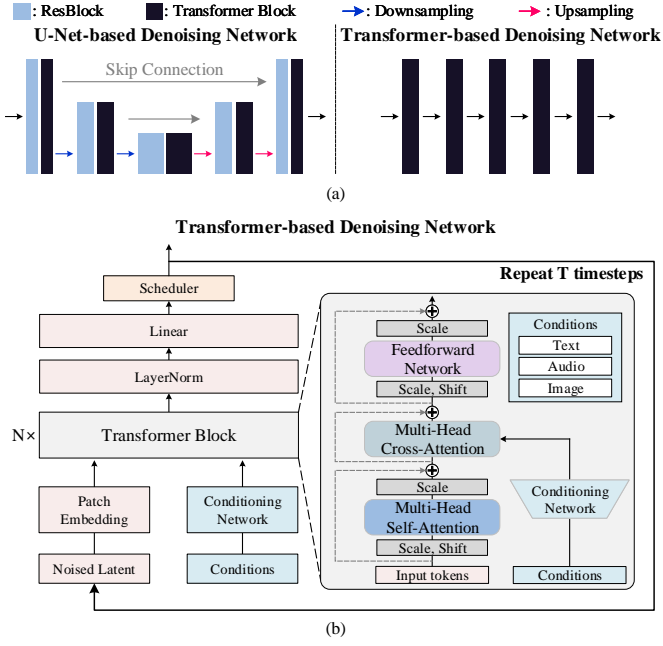 : ResBlock : Transformer Block : Downsampling : Upsampling
U-Net-based Denoising Network
Transformer-based Denoising Network
Skip Connection
(a)
Transformer-based Denoising Network
Repeat T timesteps
Scheduler
Linear
LayerNorm
N×
Transformer Block
Patch
Embedding
Conditioning
Network
Noised Latent
Conditions
Scale
Feedforward
Network
Scale, Shift
Multi-Head
Cross-Attention
Scale
Multi-Head
Self-Attention
Scale, Shift
Input tokens
Conditions
Text
Audio
Image
Conditioning
Network
Conditions
(b)